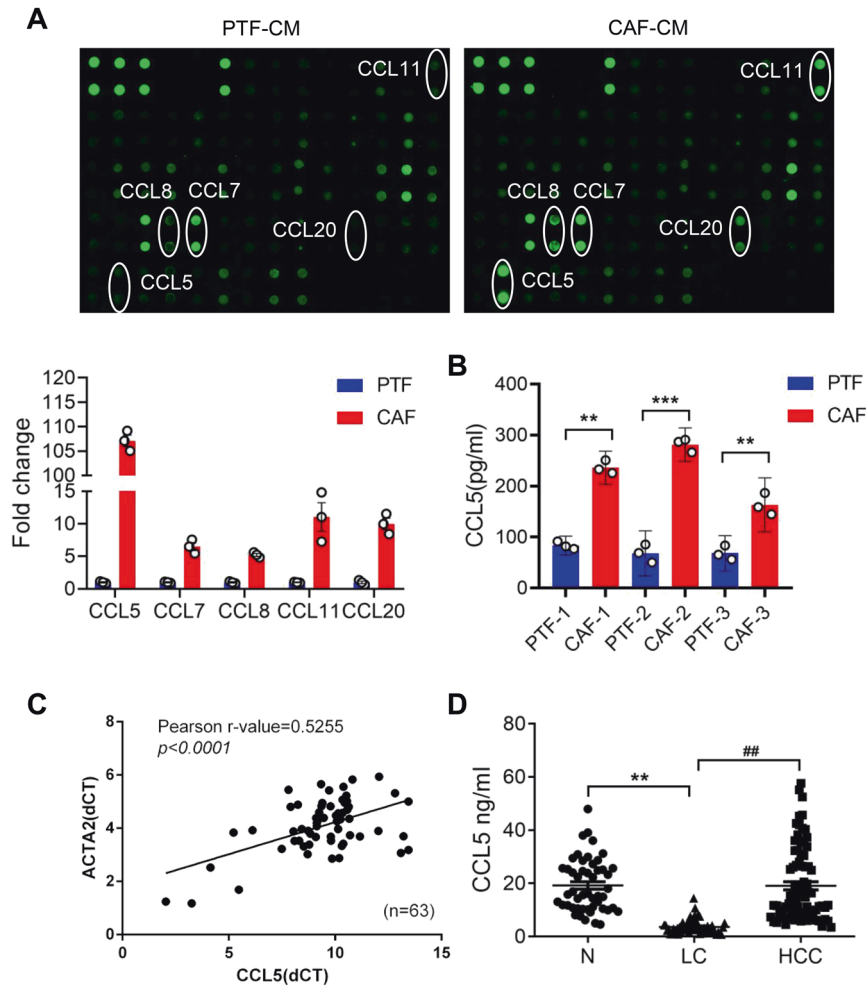 A
PTF-CM
CAF-CM
CCL11
CCL11
CCL8
CCL7
CCL8
CCL7
CCL20
CCL20
CCL5
CCL5
Fold change
120
115
110
105
100
15
10
5
0
PTF
CAF
CCL5
CCL7
CCL8
CCL11
CCL20
B
CCL5(pg/ml)
400
300
200
100
0
**
***
**
PTF
CAF
PTF-1
CAF-1
PTF-2
CAF-2
PTF-3
CAF-3
C
ACTA2(dCT)
8
6
4
2
0
Pearson r-value=0.5255
p<0.0001
(n=63)
0
5
10
15
CCL5(dCT)
D
CCL5 ng/ml
80
60
40
20
0
**
##
N
LC
HCC